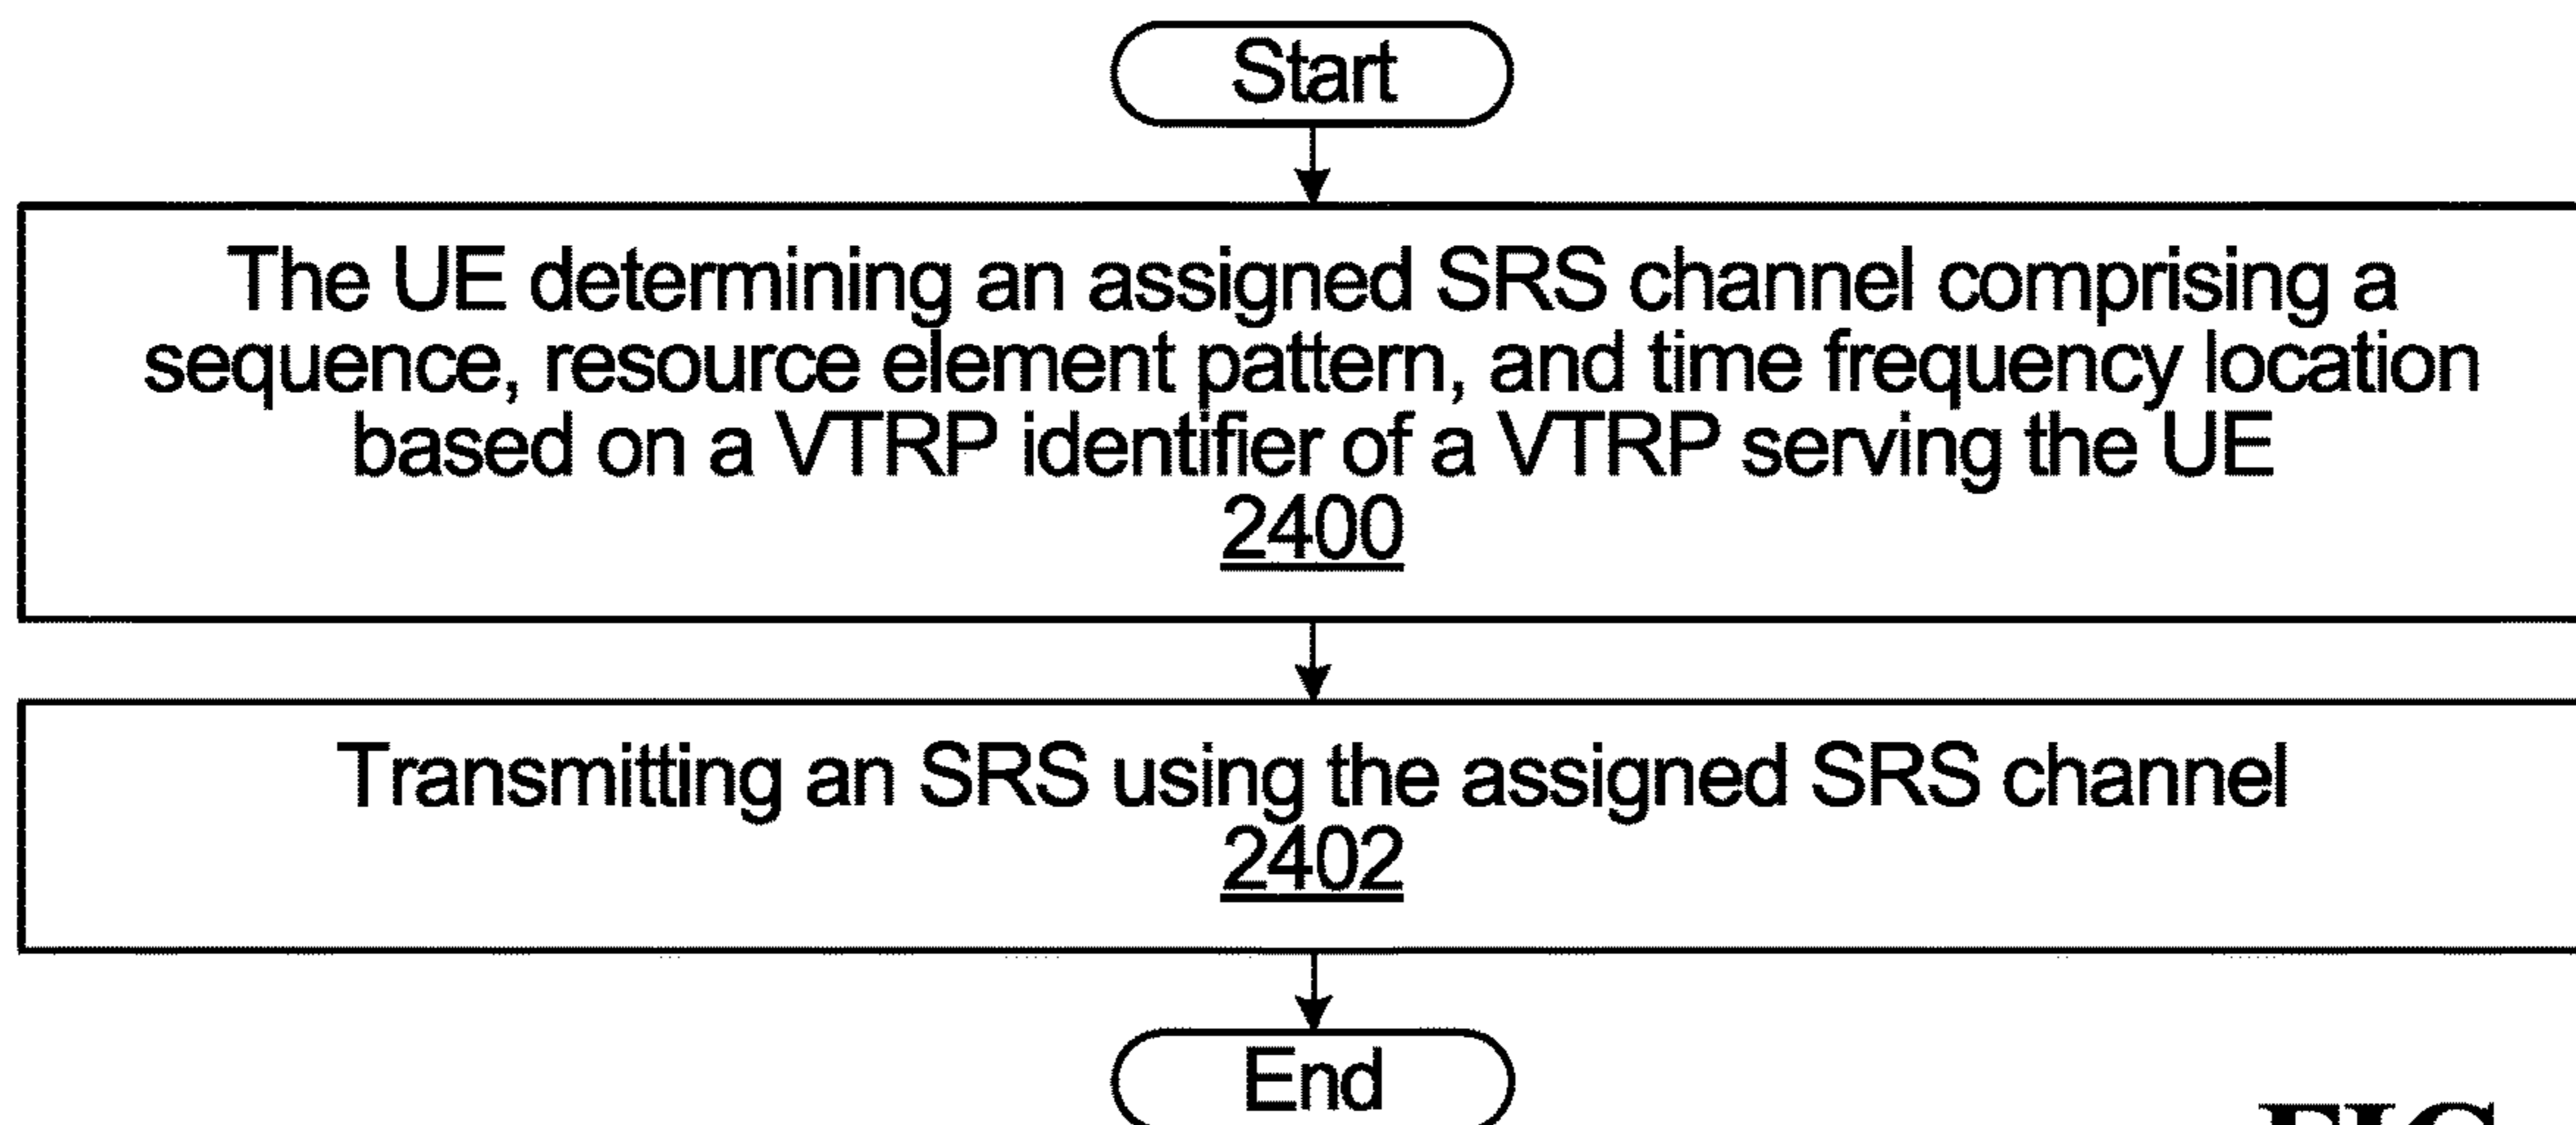 Start
The UE determining an assigned SRS channel comprising a
sequence, resource element pattern, and time frequency location
based on a VTRP identifier of a VTRP serving the UE
2400
Transmitting an SRS using the assigned SRS channel
2402
End